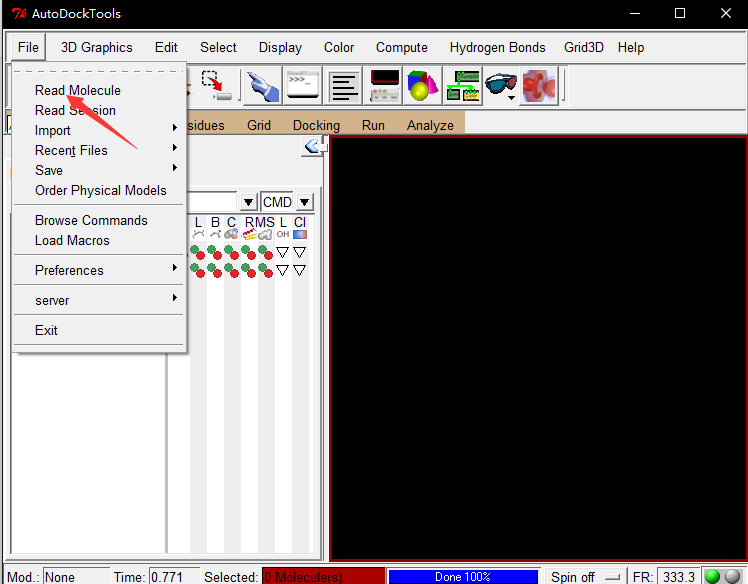 AutoDockTools
File 3D Graphics Edit Select Display Color Compute Hydrogen Bonds Grid3D Help
Read Molecule
Read Session
Import
Recent Files
Save
Order Physical Models
Browse Commands
Load Macros
Preferences
server
Exit
Grid Docking Run Analyze
CMD
L B C R MS L Cl
OH
Mod.: None Time: 0.771 Selected: 0 Molecule(s) Done 100% Spin off FR: 333.3